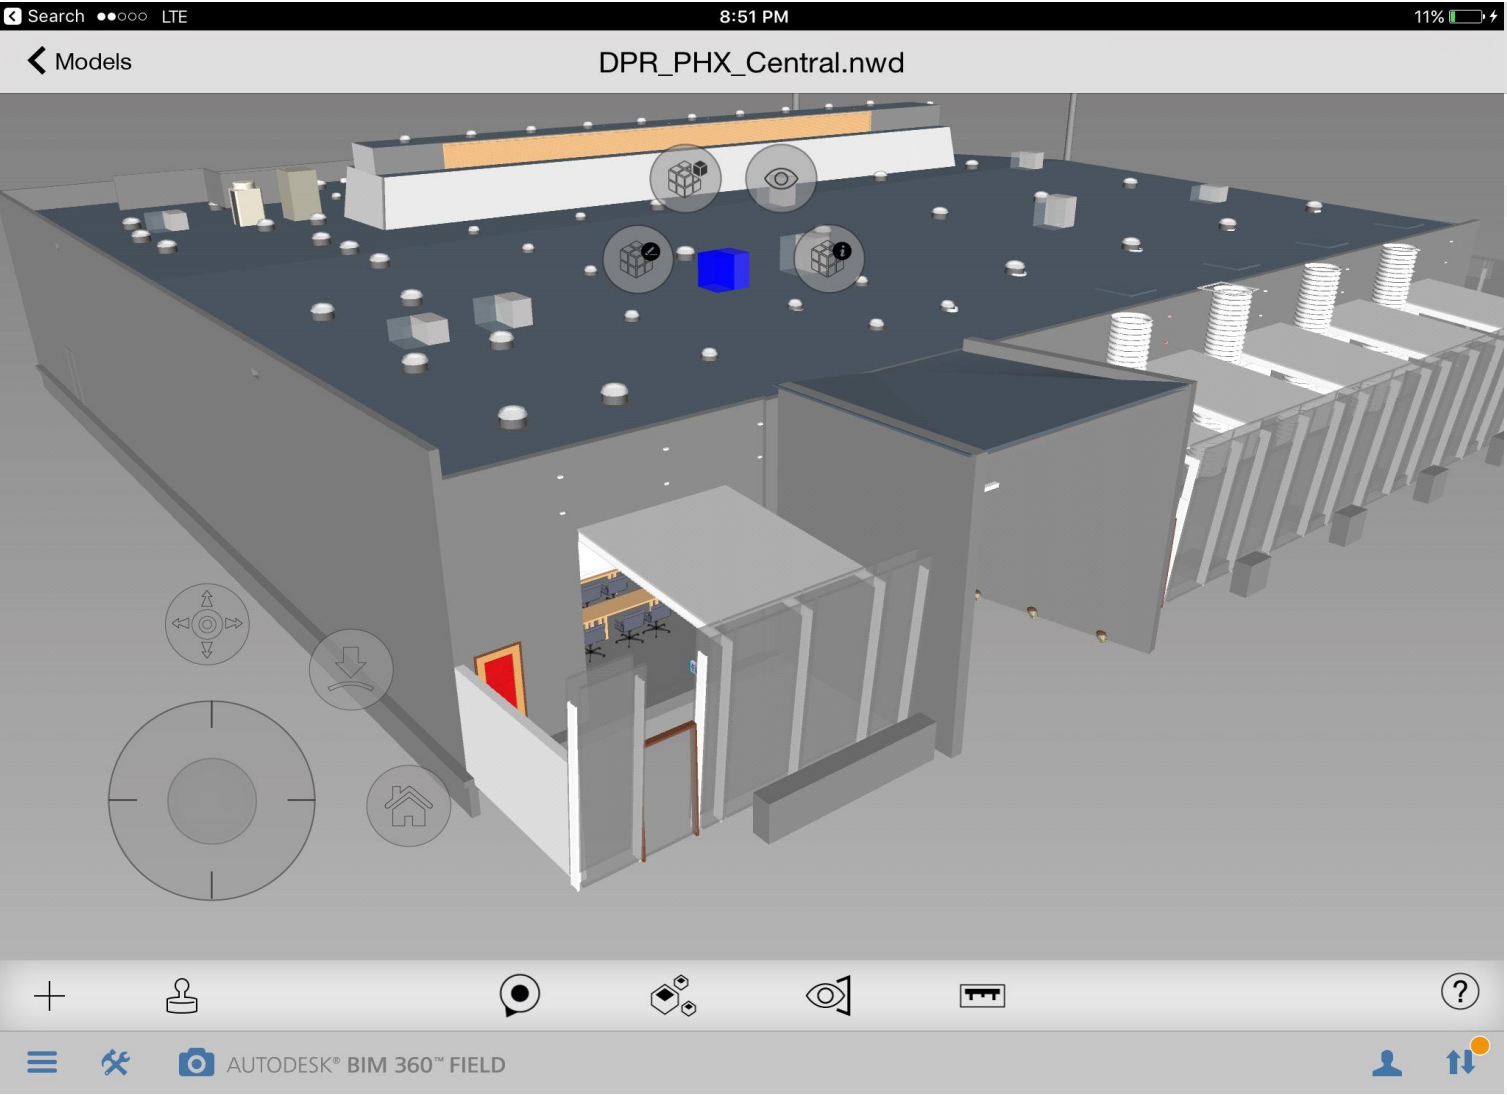 Search LTE 8:51 PM 11%
Models DPR_PHX_Central.nwd
?
AUTODESK® BIM 360™ FIELD